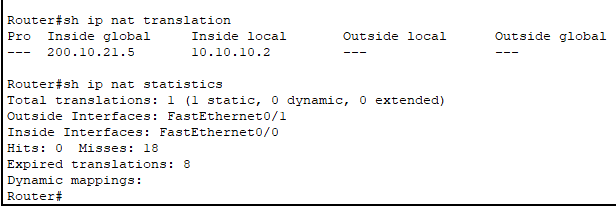 Router#sh ip nat translation
Pro  Inside global     Inside local       Outside local      Outside global
---  200.10.21.5       10.10.10.2         ---                ---
Router#sh ip nat statistics
Total translations: 1 (1 static, 0 dynamic, 0 extended)
Outside Interfaces: FastEthernet0/1
Inside Interfaces: FastEthernet0/0
Hits: 0  Misses: 18
Expired translations: 8
Dynamic mappings:
Router#